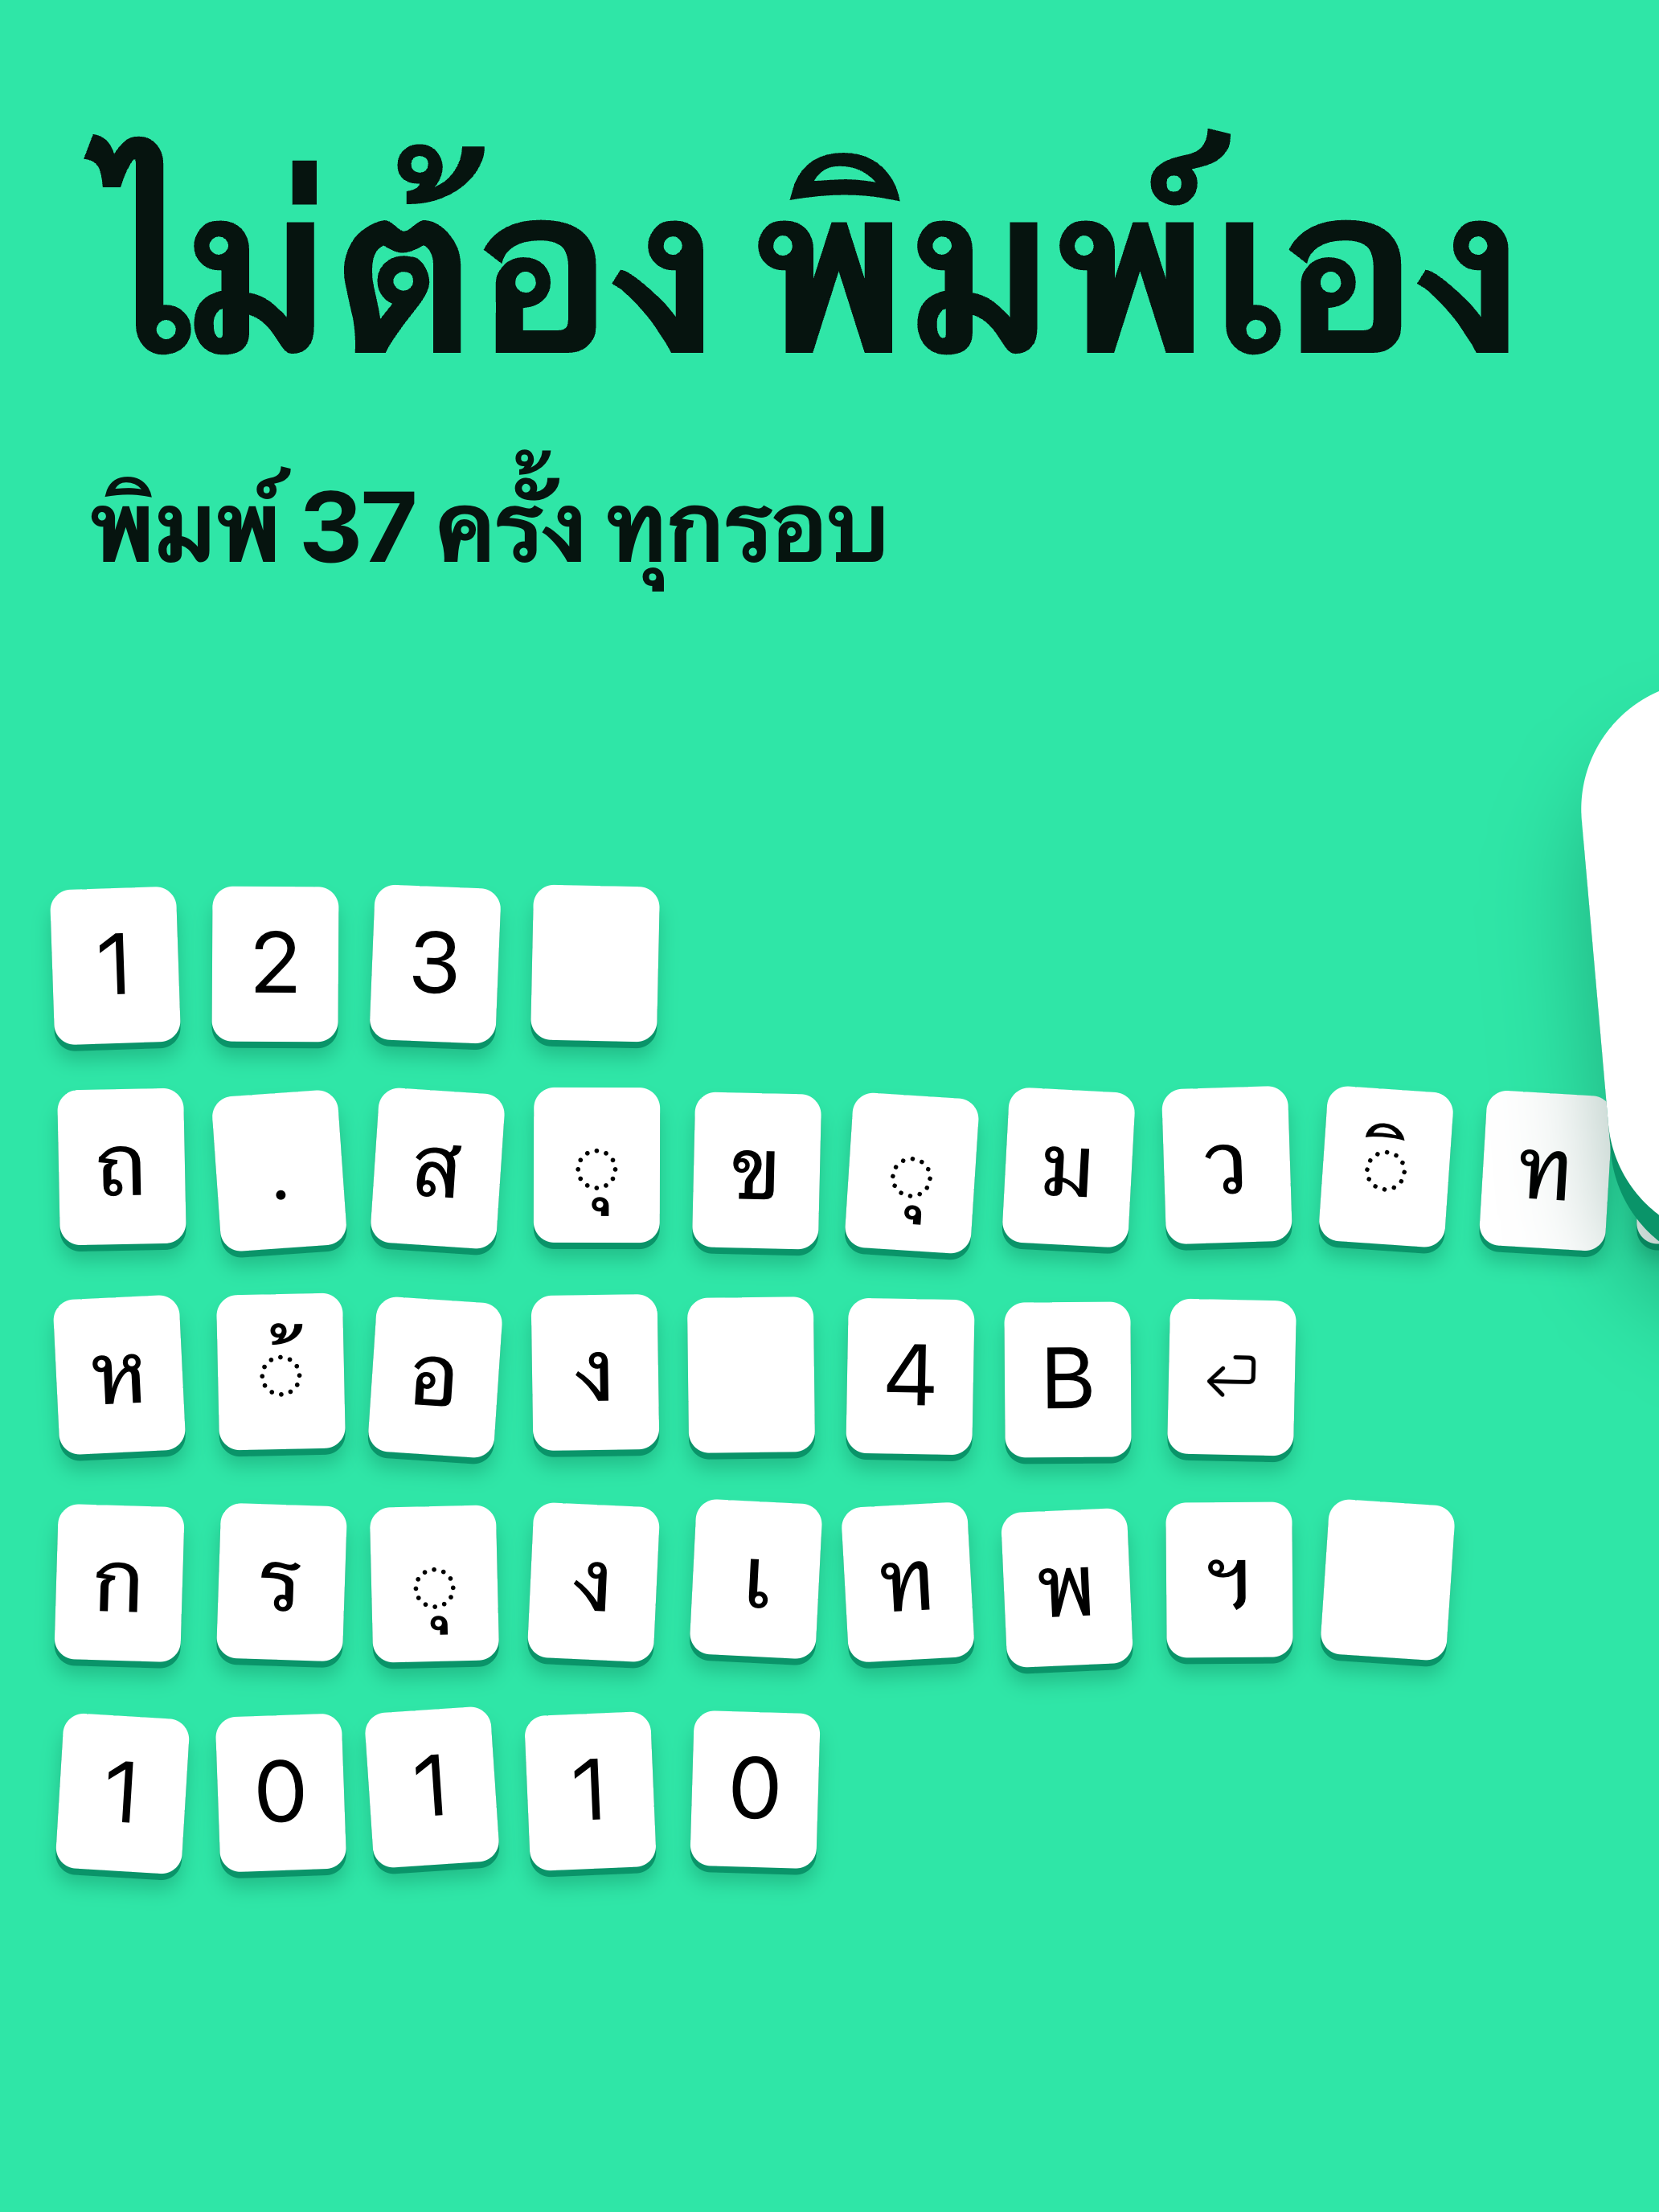 ไม่ต้อง พิมพ์เอง
พิมพ์ 37 ครั้ง ทุกรอบ
1 2 3
ถ . ส ุ ข ุ ม ว ิ ท
ห ้ อ ง 4 B ⏎
ก ร ุ ง เ ท พ ฯ
1 0 1 1 0